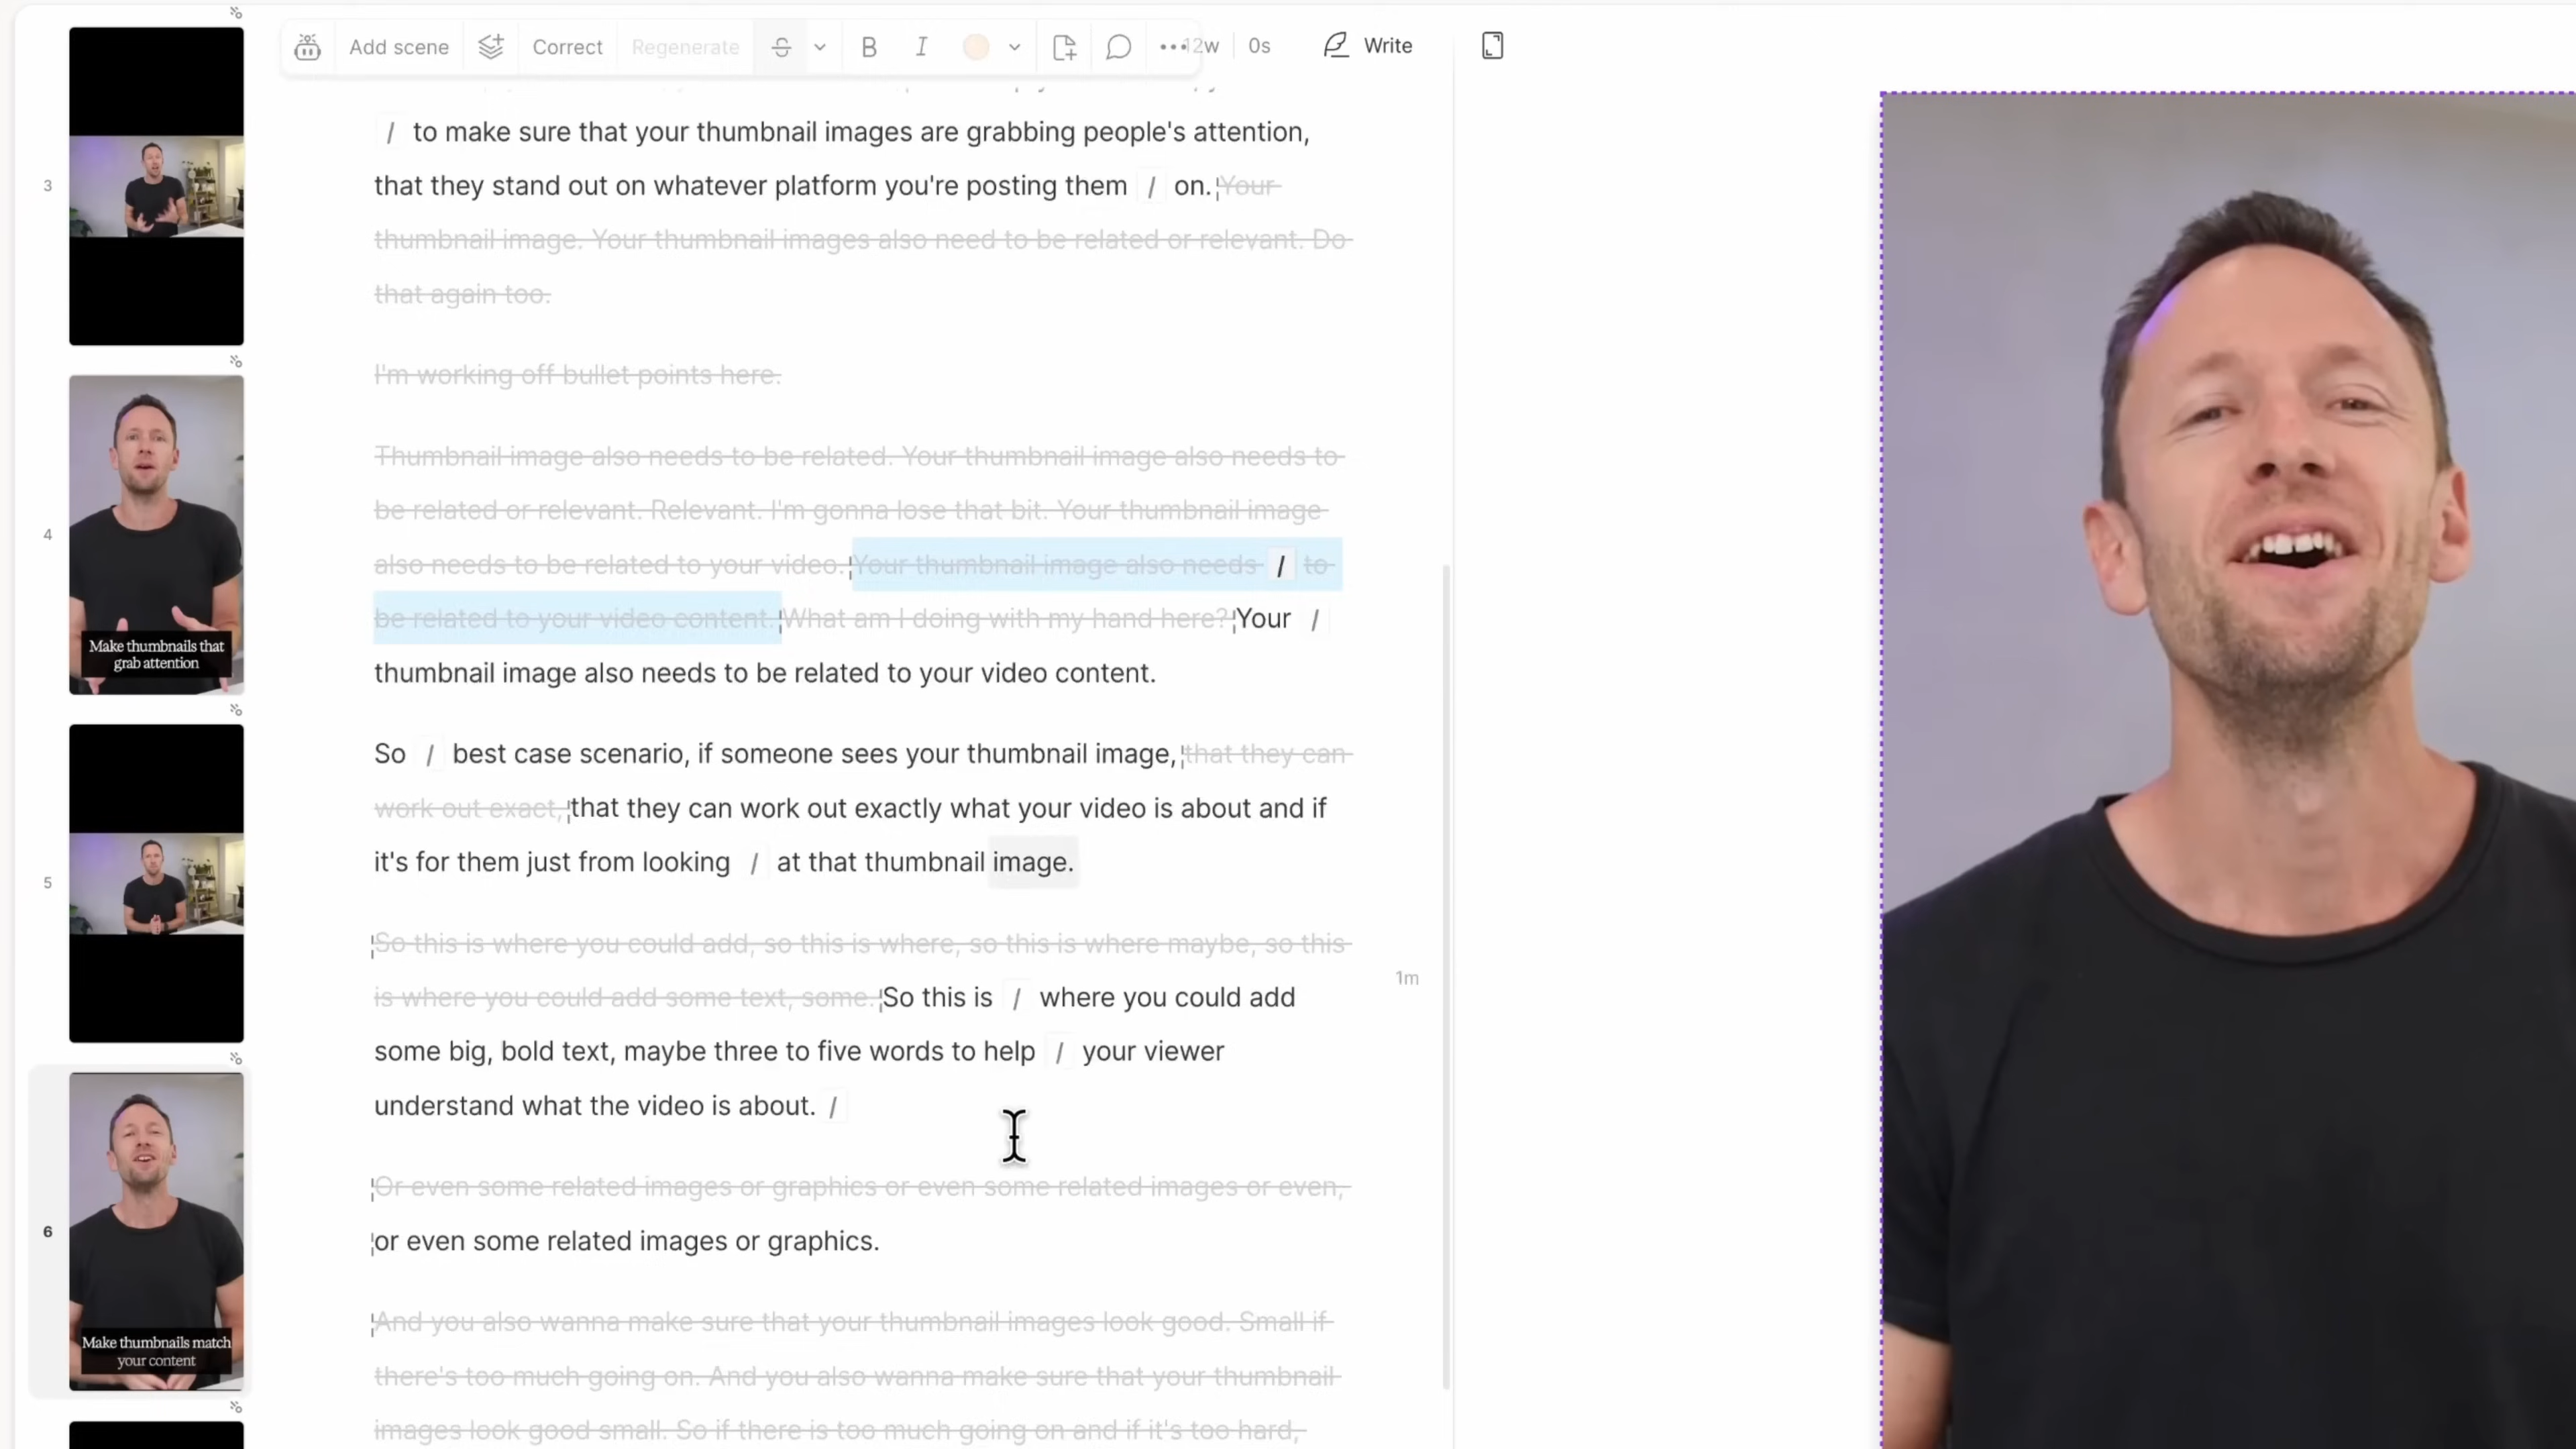 Add scene
Correct
Regenerate
B
I
12w
0s
Write
/ to make sure that your thumbnail images are grabbing people's attention,
that they stand out on whatever platform you're posting them / on. Your
thumbnail image. Your thumbnail images also need to be related or relevant. Do
that again too.
I'm working off bullet points here.
Thumbnail image also needs to be related. Your thumbnail image also needs to
be related or relevant. Relevant. I'm gonna lose that bit. Your thumbnail image
also needs to be related to your video. Your thumbnail image also needs / to
be related to your video content. What am I doing with my hand here? Your /
thumbnail image also needs to be related to your video content.
So / best case scenario, if someone sees your thumbnail image, that they can
work out exact, that they can work out exactly what your video is about and if
it's for them just from looking / at that thumbnail image.
So this is where you could add, so this is where, so this is where maybe, so this
is where you could add some text, some. So this is / where you could add
some big, bold text, maybe three to five words to help / your viewer
understand what the video is about. /
Or even some related images or graphics or even some related images or even,
or even some related images or graphics.
And you also wanna make sure that your thumbnail images look good. Small if
there's too much going on. And you also wanna make sure that your thumbnail
images look good small. So if there is too much going on and if it's too hard,
1m
3
4
Make thumbnails that
grab attention
5
6
Make thumbnails match
your content